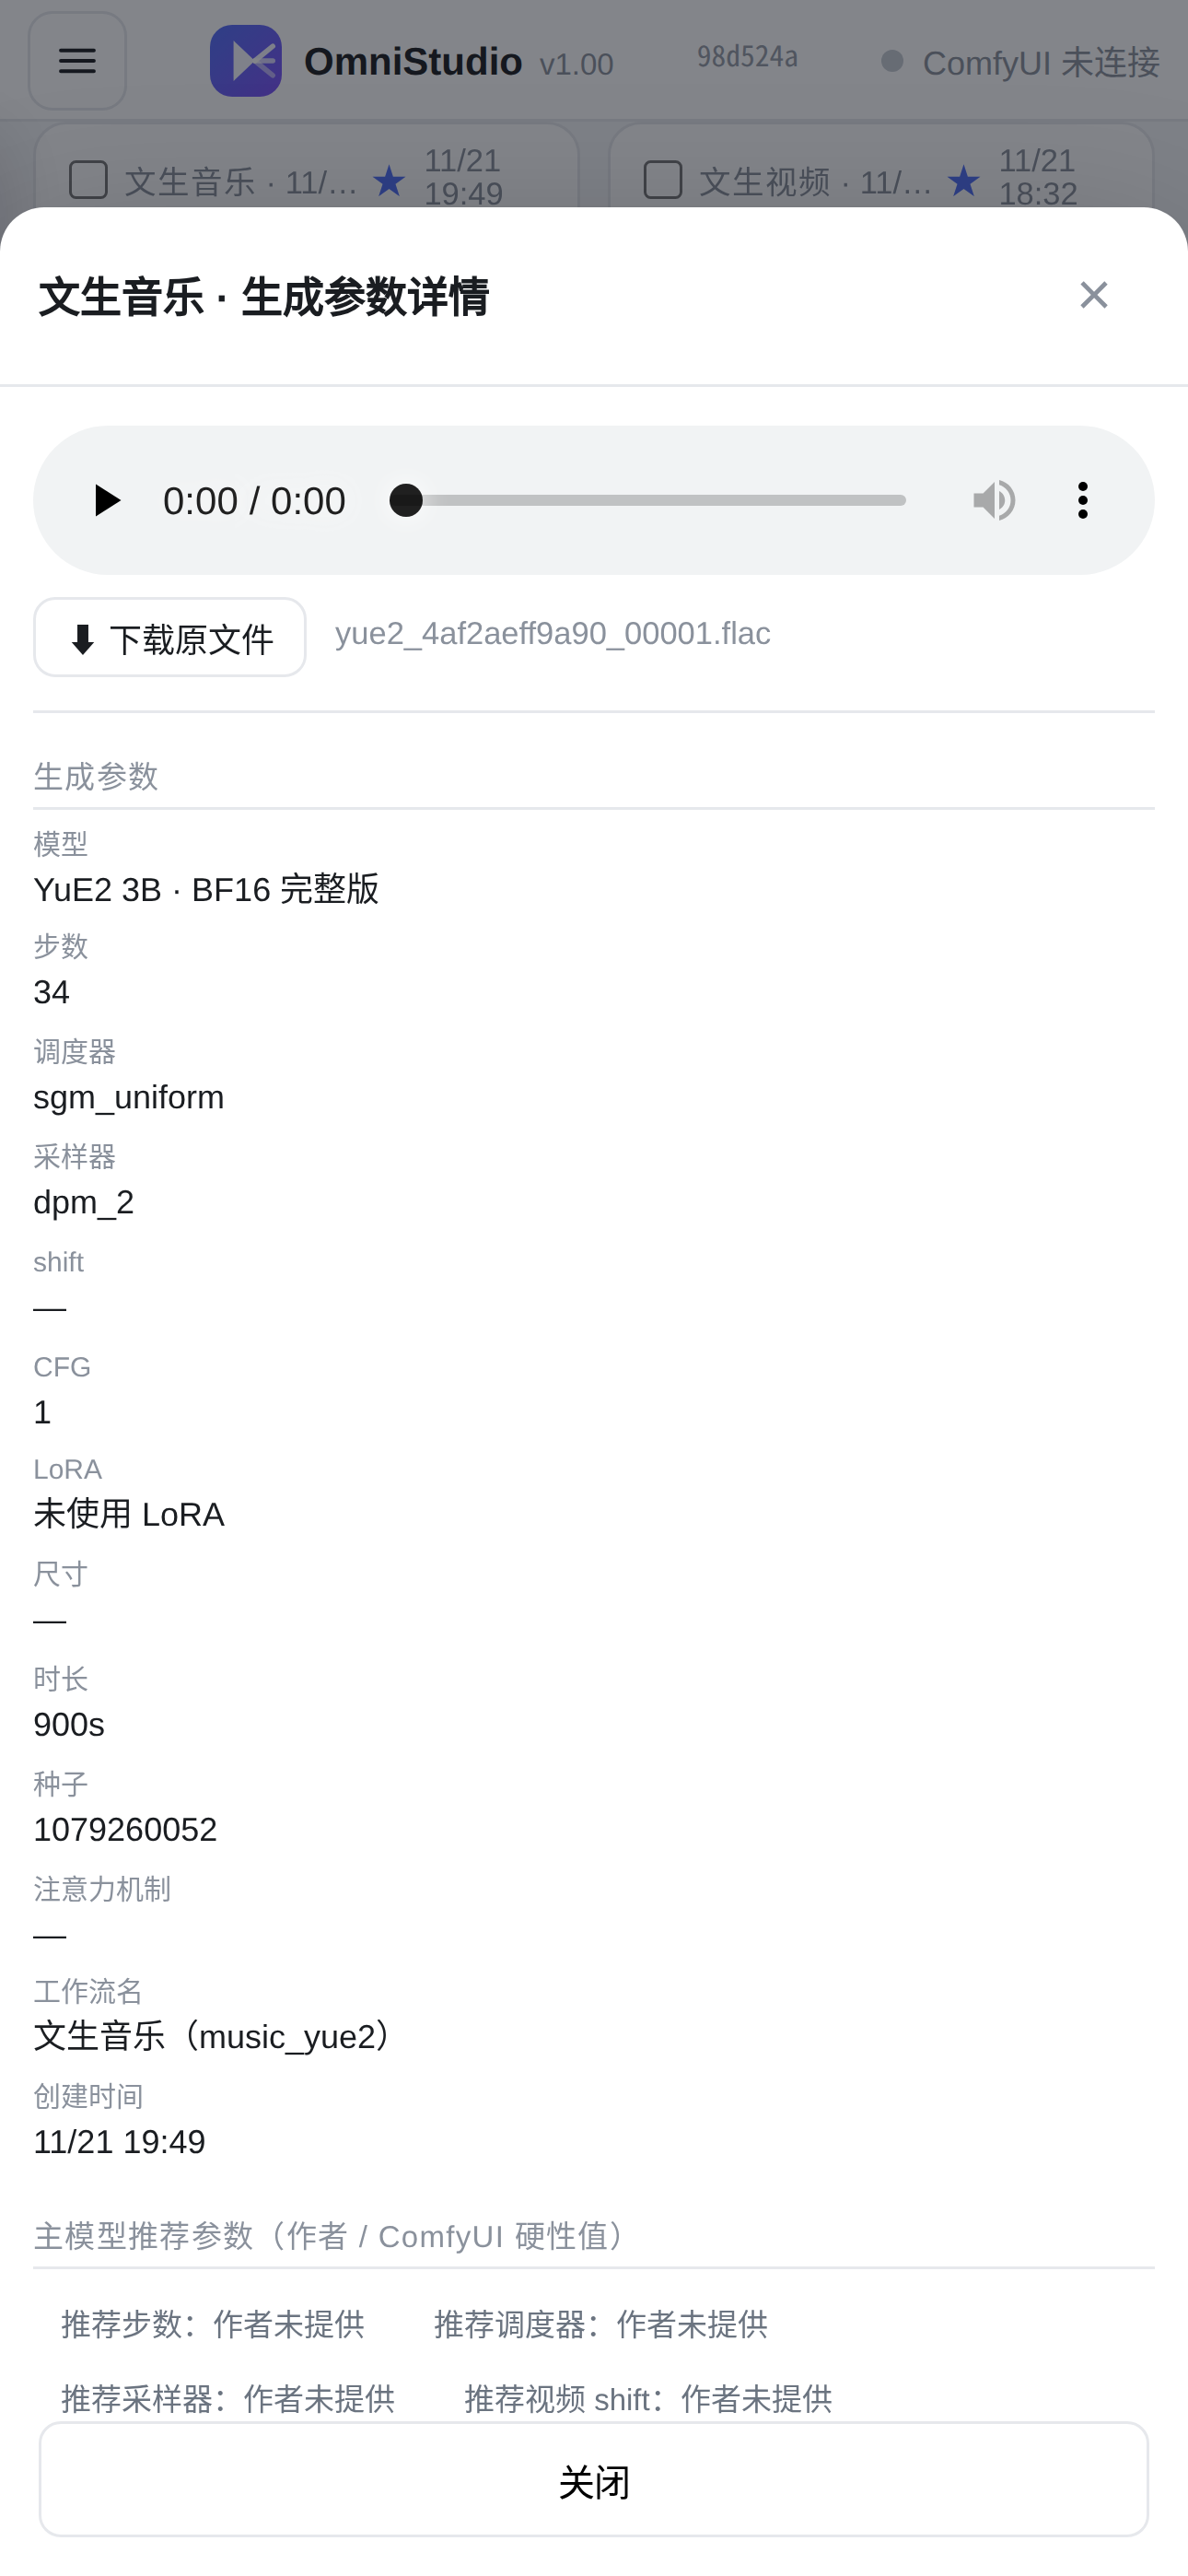 OmniStudio v1.00 98d524a ComfyUI 未连接
文生音乐 · 11/... ★ 11/21 19:49
文生视频 · 11/... ★ 11/21 18:32
文生音乐 · 生成参数详情 ✕
0:00 / 0:00
⬇ 下载原文件 yue2_4af2aeff9a90_00001.flac
生成参数
模型
YuE2 3B · BF16 完整版
步数
34
调度器
sgm_uniform
采样器
dpm_2
shift
—
CFG
1
LoRA
未使用 LoRA
尺寸
—
时长
900s
种子
1079260052
注意力机制
—
工作流名
文生音乐（music_yue2）
创建时间
11/21 19:49
主模型推荐参数（作者 / ComfyUI 硬性值）
推荐步数：作者未提供 推荐调度器：作者未提供
推荐采样器：作者未提供 推荐视频 shift：作者未提供
关闭